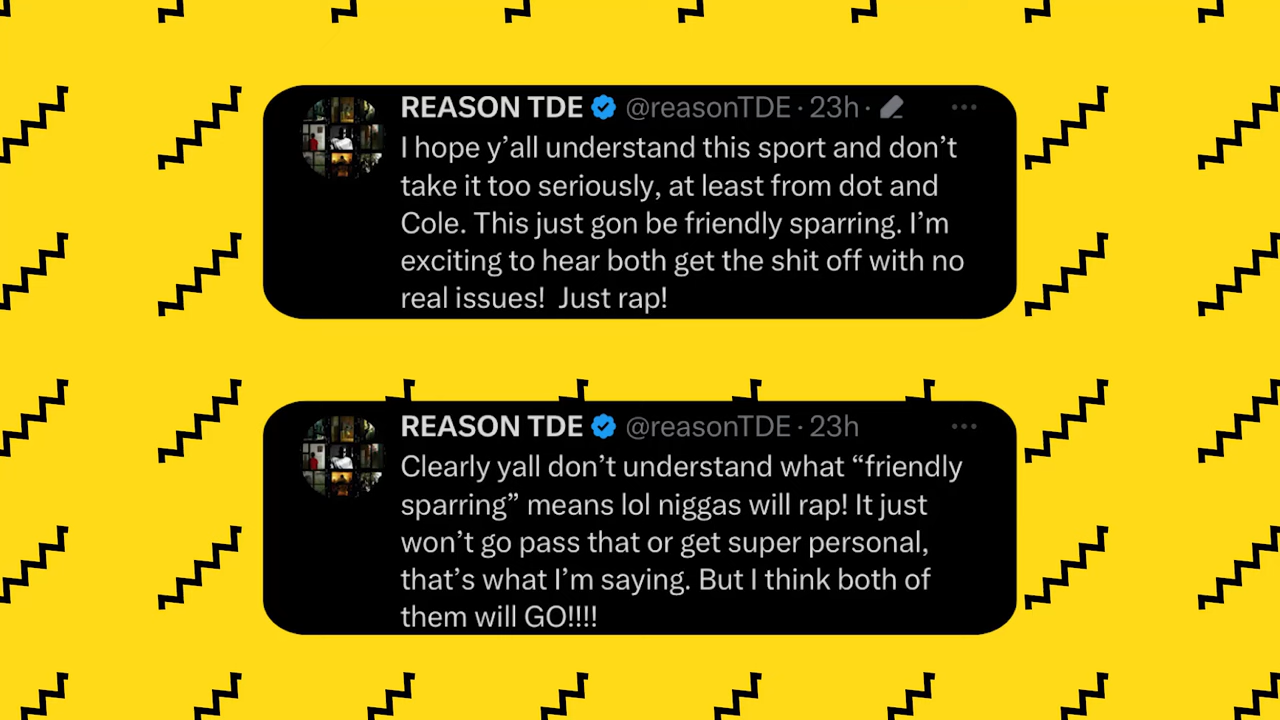 REASON TDE @reasonTDE · 23h · ...
I hope y’all understand this sport and don’t
take it too seriously, at least from dot and
Cole. This just gon be friendly sparring. I’m
exciting to hear both get the shit off with no
real issues!  Just rap!
REASON TDE @reasonTDE · 23h ...
Clearly yall don’t understand what “friendly
sparring” means lol niggas will rap! It just
won’t go pass that or get super personal,
that’s what I’m saying. But I think both of
them will GO!!!!